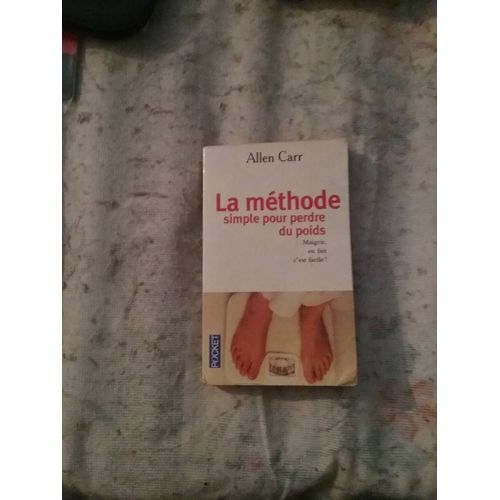 Allen Carr
La méthode
simple pour perdre
du poids
Maigrir,
en fait
c'est facile !
POCKET